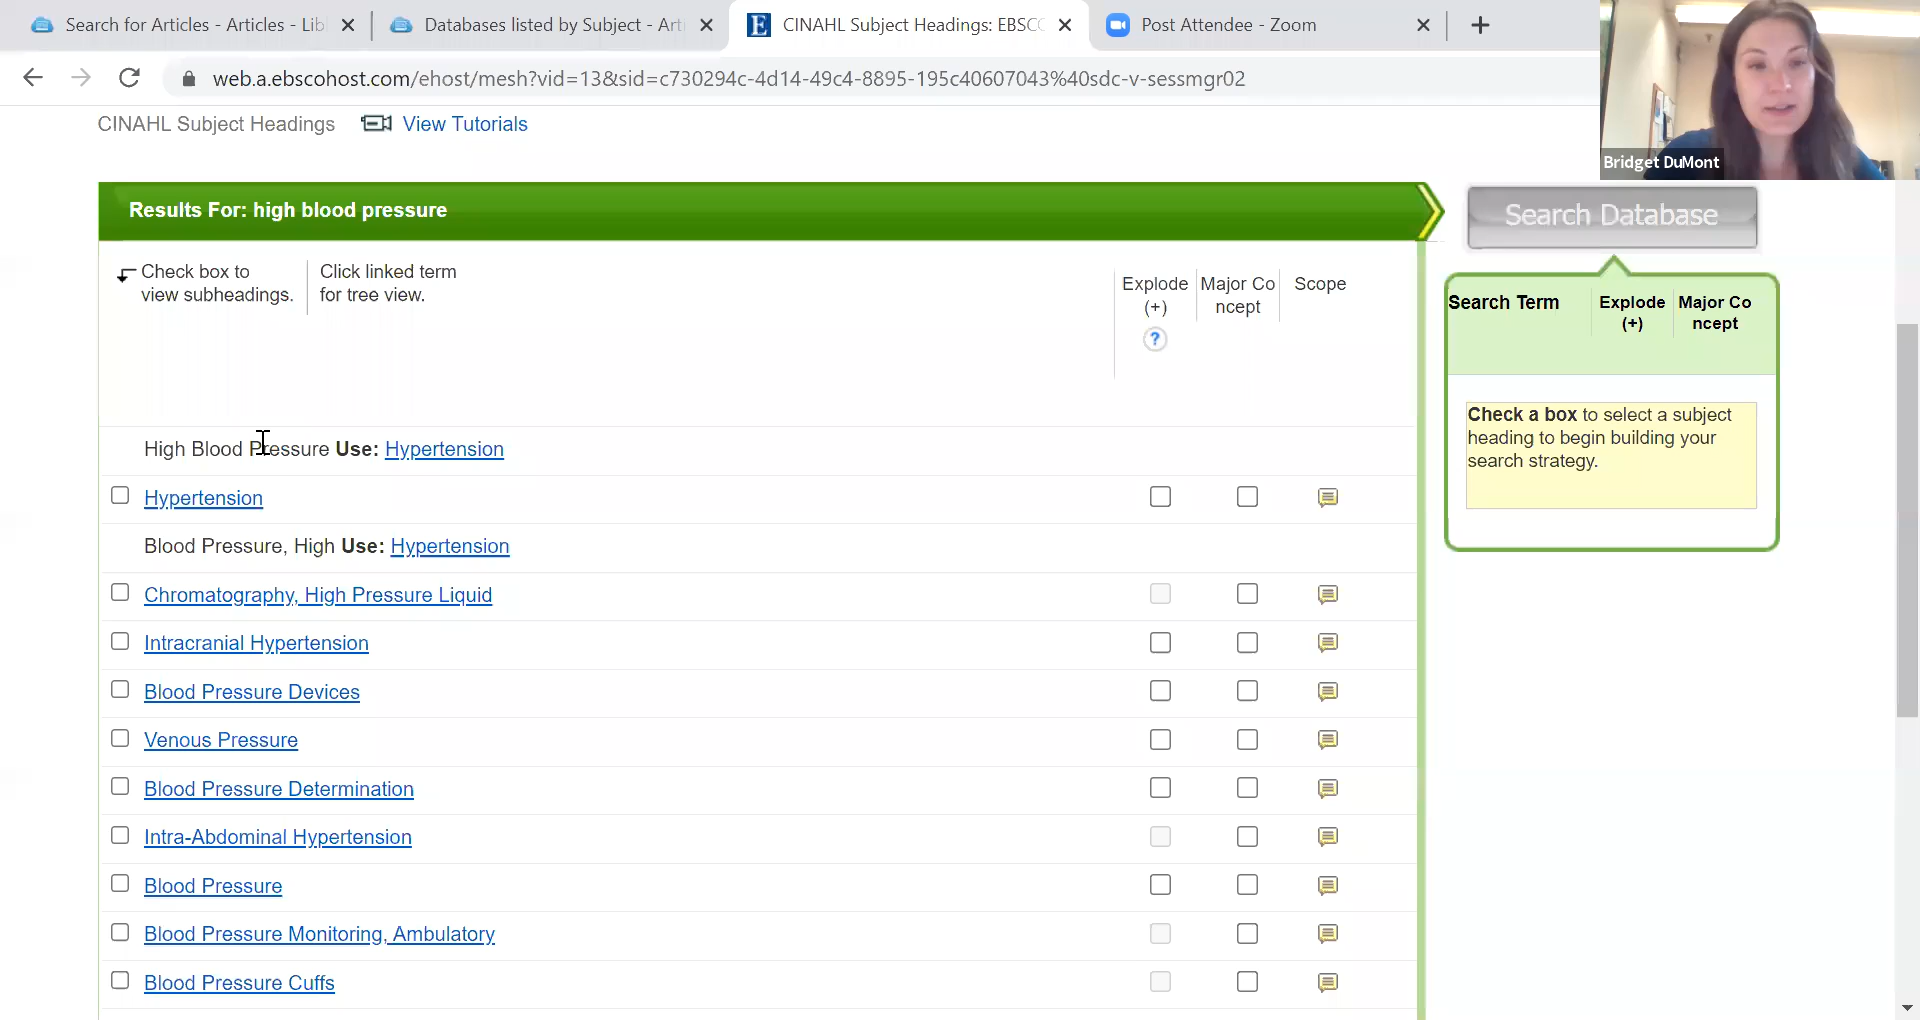 Search for Articles - Articles - Lib
Databases listed by Subject - Art
CINAHL Subject Headings: EBSCO
Post Attendee - Zoom
web.a.ebscohost.com/ehost/mesh?vid=13&sid=c730294c-4d14-49c4-8895-195c40607043%40sdc-v-sessmgr02
Bridget DuMont
CINAHL Subject Headings View Tutorials
Results For: high blood pressure
Search Database
Check box to
view subheadings.
Click linked term
for tree view.
Explode
(+)
?
Major Co
ncept
Scope
Search Term
Explode
(+)
Major Co
ncept
Check a box to select a subject
heading to begin building your
search strategy.
High Blood Pressure Use: Hypertension
Hypertension
Blood Pressure, High Use: Hypertension
Chromatography, High Pressure Liquid
Intracranial Hypertension
Blood Pressure Devices
Venous Pressure
Blood Pressure Determination
Intra-Abdominal Hypertension
Blood Pressure
Blood Pressure Monitoring, Ambulatory
Blood Pressure Cuffs